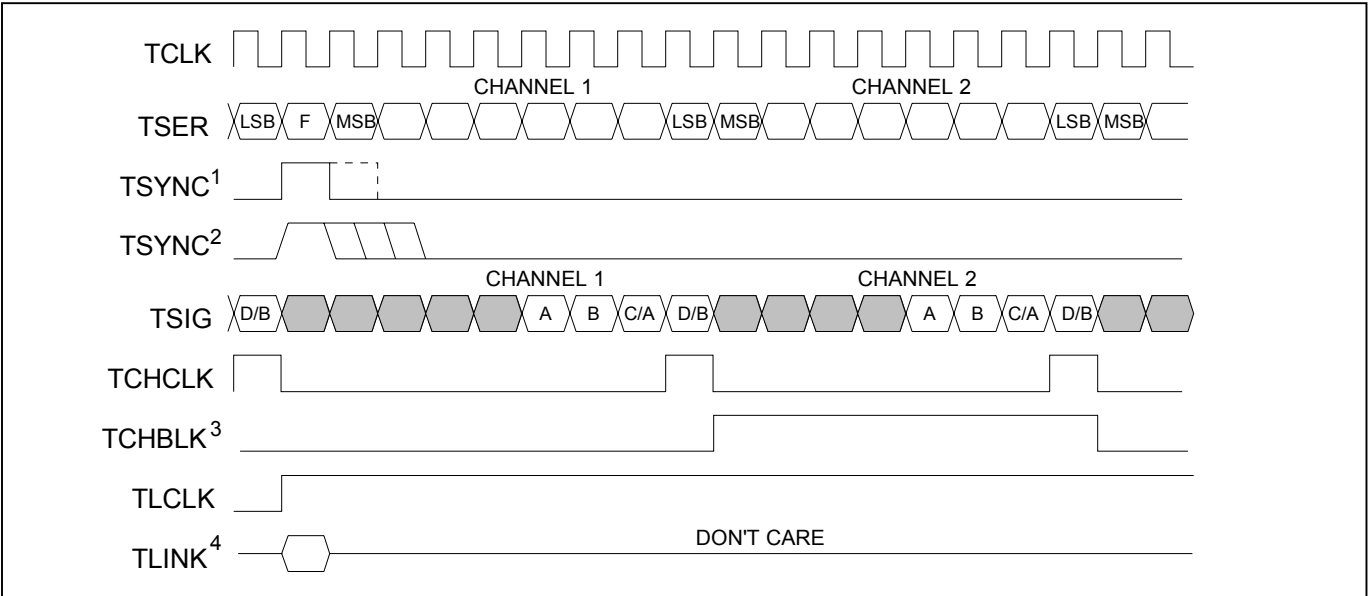 TCLK
CHANNEL 1 CHANNEL 2
TSER LSB F MSB LSB MSB LSB MSB
TSYNC1
TSYNC2
CHANNEL 1 CHANNEL 2
TSIG D/B A B C/A D/B A B C/A D/B
TCHCLK
TCHBLK3
TLCLK
DON'T CARE
TLINK4